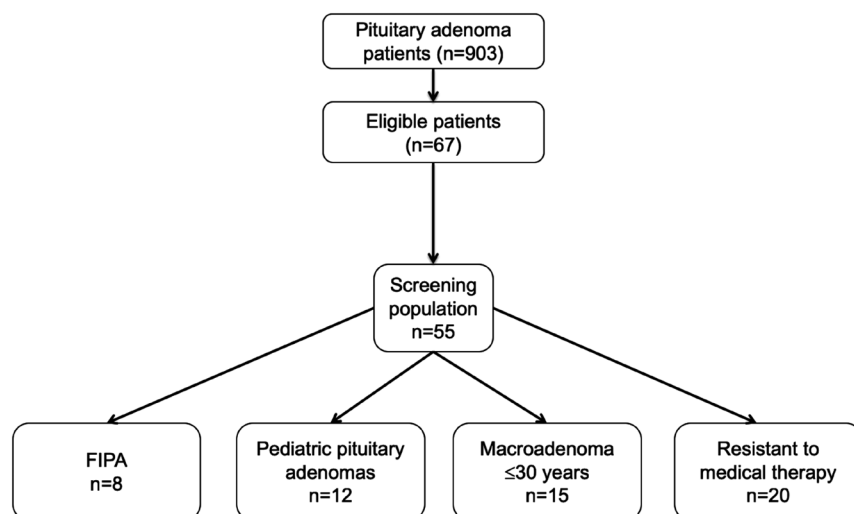 Pituitary adenoma
patients (n=903)
Eligible patients
(n=67)
Screening
population
n=55
FIPA
n=8
Pediatric pituitary
adenomas
n=12
Macroadenoma
≤30 years
n=15
Resistant to
medical therapy
n=20